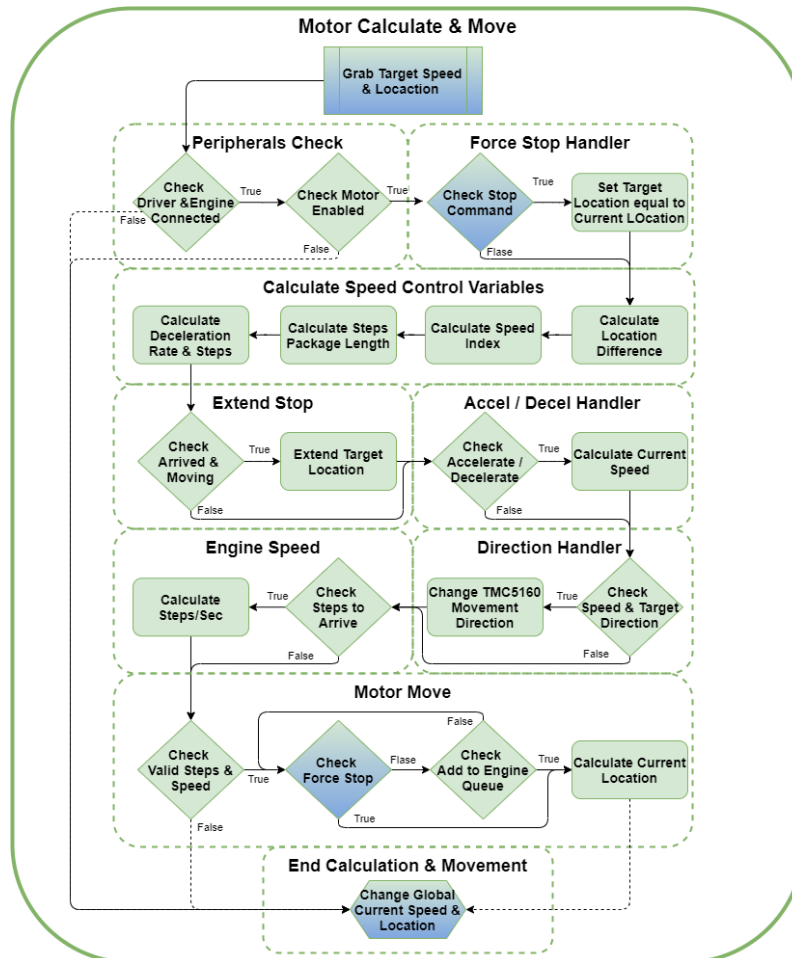 Motor Calculate & Move
Grab Target Speed
& Locaction
Peripherals Check
Force Stop Handler
Check
Driver &Engine
Connected
True
Check Motor
Enabled
True
Check Stop
Command
True
Set Target
Location equal to
Current LOcation
False
False
Flase
Calculate Speed Control Variables
Calculate
Deceleration
Rate & Steps
Calculate Steps
Package Length
Calculate Speed
Index
Calculate
Location
Difference
Extend Stop
Accel / Decel Handler
Check
Arrived &
Moving
True
Extend Target
Location
Check
Accelerate /
Decelerate
True
Calculate Current
Speed
False
False
Engine Speed
Direction Handler
Calculate
Steps/Sec
True
Check
Steps to
Arrive
Change TMC5160
Movement
Direction
True
Check
Speed & Target
Direction
False
False
Motor Move
False
Check
Valid Steps &
Speed
True
Check
Force Stop
Flase
Check
Add to Engine
Queue
True
Calculate Current
Location
False
True
End Calculation & Movement
Change Global
Current Speed &
Location